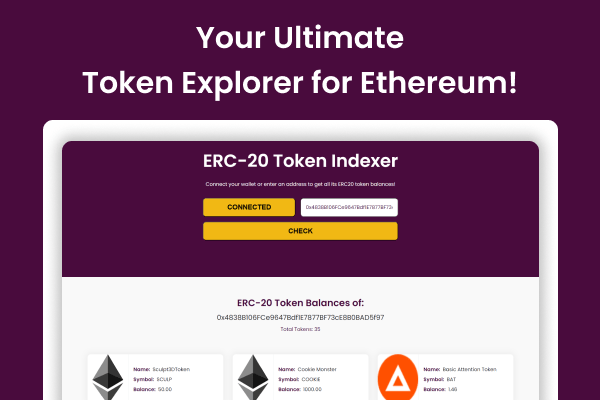 Your Ultimate
Token Explorer for Ethereum!
ERC-20 Token Indexer
Connect your wallet or enter an address to get all its ERC20 token balances!
CONNECTED
0x4838B106FCe9647Bdf1E7877BF73c
CHECK
ERC-20 Token Balances of:
0x4838B106FCe9647Bdf1E7877BF73cE8B0BAD5f97
Total Tokens: 35
Name: Sculpt3DToken
Symbol: SCULP
Balance: 50.00
Name: Cookie Monster
Symbol: COOKIE
Balance: 1000.00
Name: Basic Attention Token
Symbol: BAT
Balance: 1.46